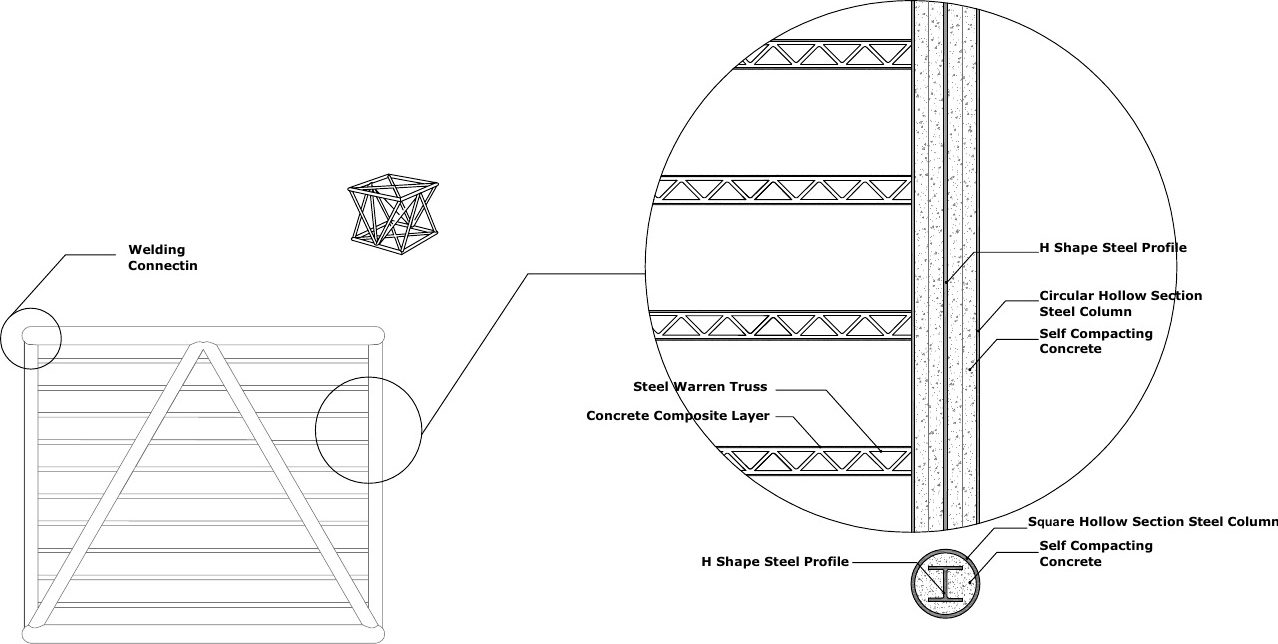 Welding
Connectin
H Shape Steel Profile
Circular Hollow Section
Steel Column
Self Compacting
Concrete
Steel Warren Truss
Concrete Composite Layer
Square Hollow Section Steel Column
Self Compacting
Concrete
H Shape Steel Profile